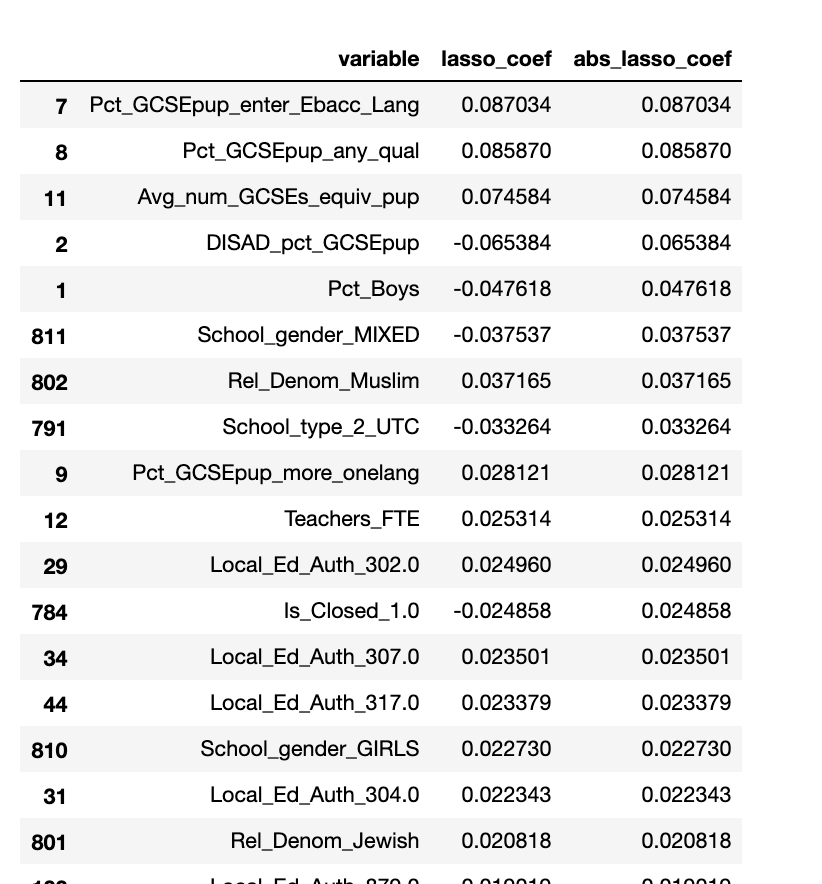 variable lasso_coef abs_lasso_coef
7 Pct_GCSEpup_enter_Ebacc_Lang 0.087034 0.087034
8 Pct_GCSEpup_any_qual 0.085870 0.085870
11 Avg_num_GCSEs_equiv_pup 0.074584 0.074584
2 DISAD_pct_GCSEpup -0.065384 0.065384
1 Pct_Boys -0.047618 0.047618
811 School_gender_MIXED -0.037537 0.037537
802 Rel_Denom_Muslim 0.037165 0.037165
791 School_type_2_UTC -0.033264 0.033264
9 Pct_GCSEpup_more_onelang 0.028121 0.028121
12 Teachers_FTE 0.025314 0.025314
29 Local_Ed_Auth_302.0 0.024960 0.024960
784 Is_Closed_1.0 -0.024858 0.024858
34 Local_Ed_Auth_307.0 0.023501 0.023501
44 Local_Ed_Auth_317.0 0.023379 0.023379
810 School_gender_GIRLS 0.022730 0.022730
31 Local_Ed_Auth_304.0 0.022343 0.022343
801 Rel_Denom_Jewish 0.020818 0.020818